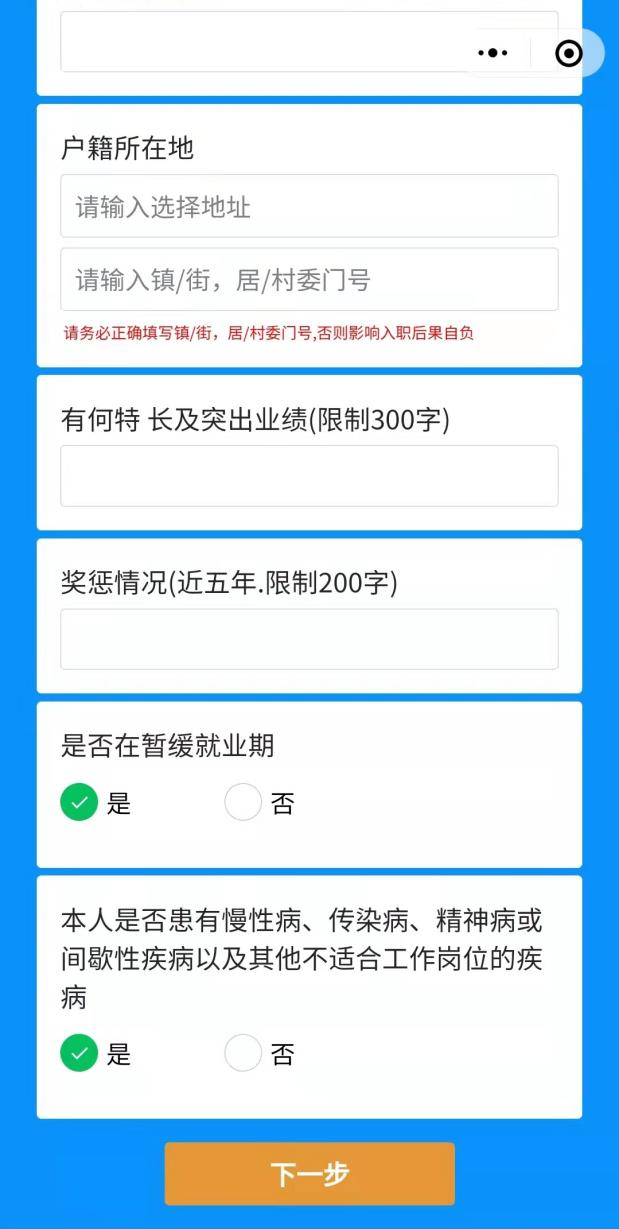 户籍所在地
请输入选择地址
请输入镇/街，居/村委门号
请务必正确填写镇/街，居/村委门号,否则影响入职后果自负
有何特 长及突出业绩(限制300字)
奖惩情况(近五年.限制200字)
是否在暂缓就业期
是 否
本人是否患有慢性病、传染病、精神病或
间歇性疾病以及其他不适合工作岗位的疾
病
是 否
下一步